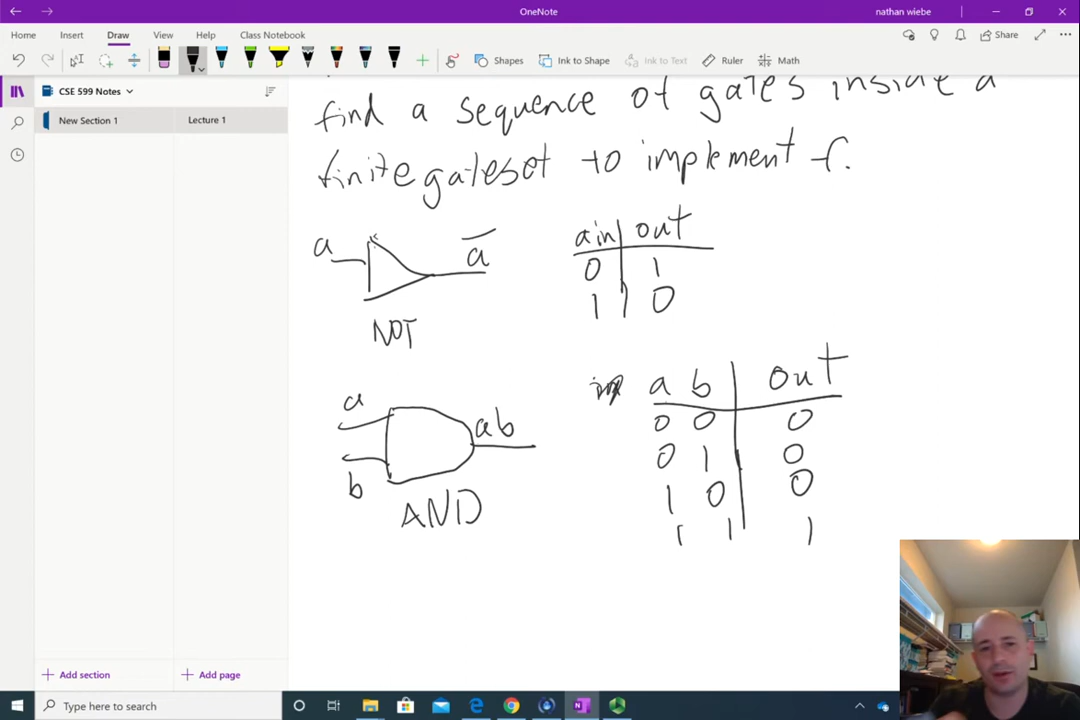 OneNote
nathan wiebe
Home Insert Draw View Help Class Notebook
Share
Shapes Ink to Shape Ink to Text Ruler Math
CSE 599 Notes
New Section 1
Lecture 1
find a sequence of gates inside a
finite gateset to implement f.
a a̅
NOT
a in out
0 1
1 0
a
b
ab
AND
a b out
0 0 0
0 1 0
1 0 0
1 1 1
Add section
Add page
Type here to search